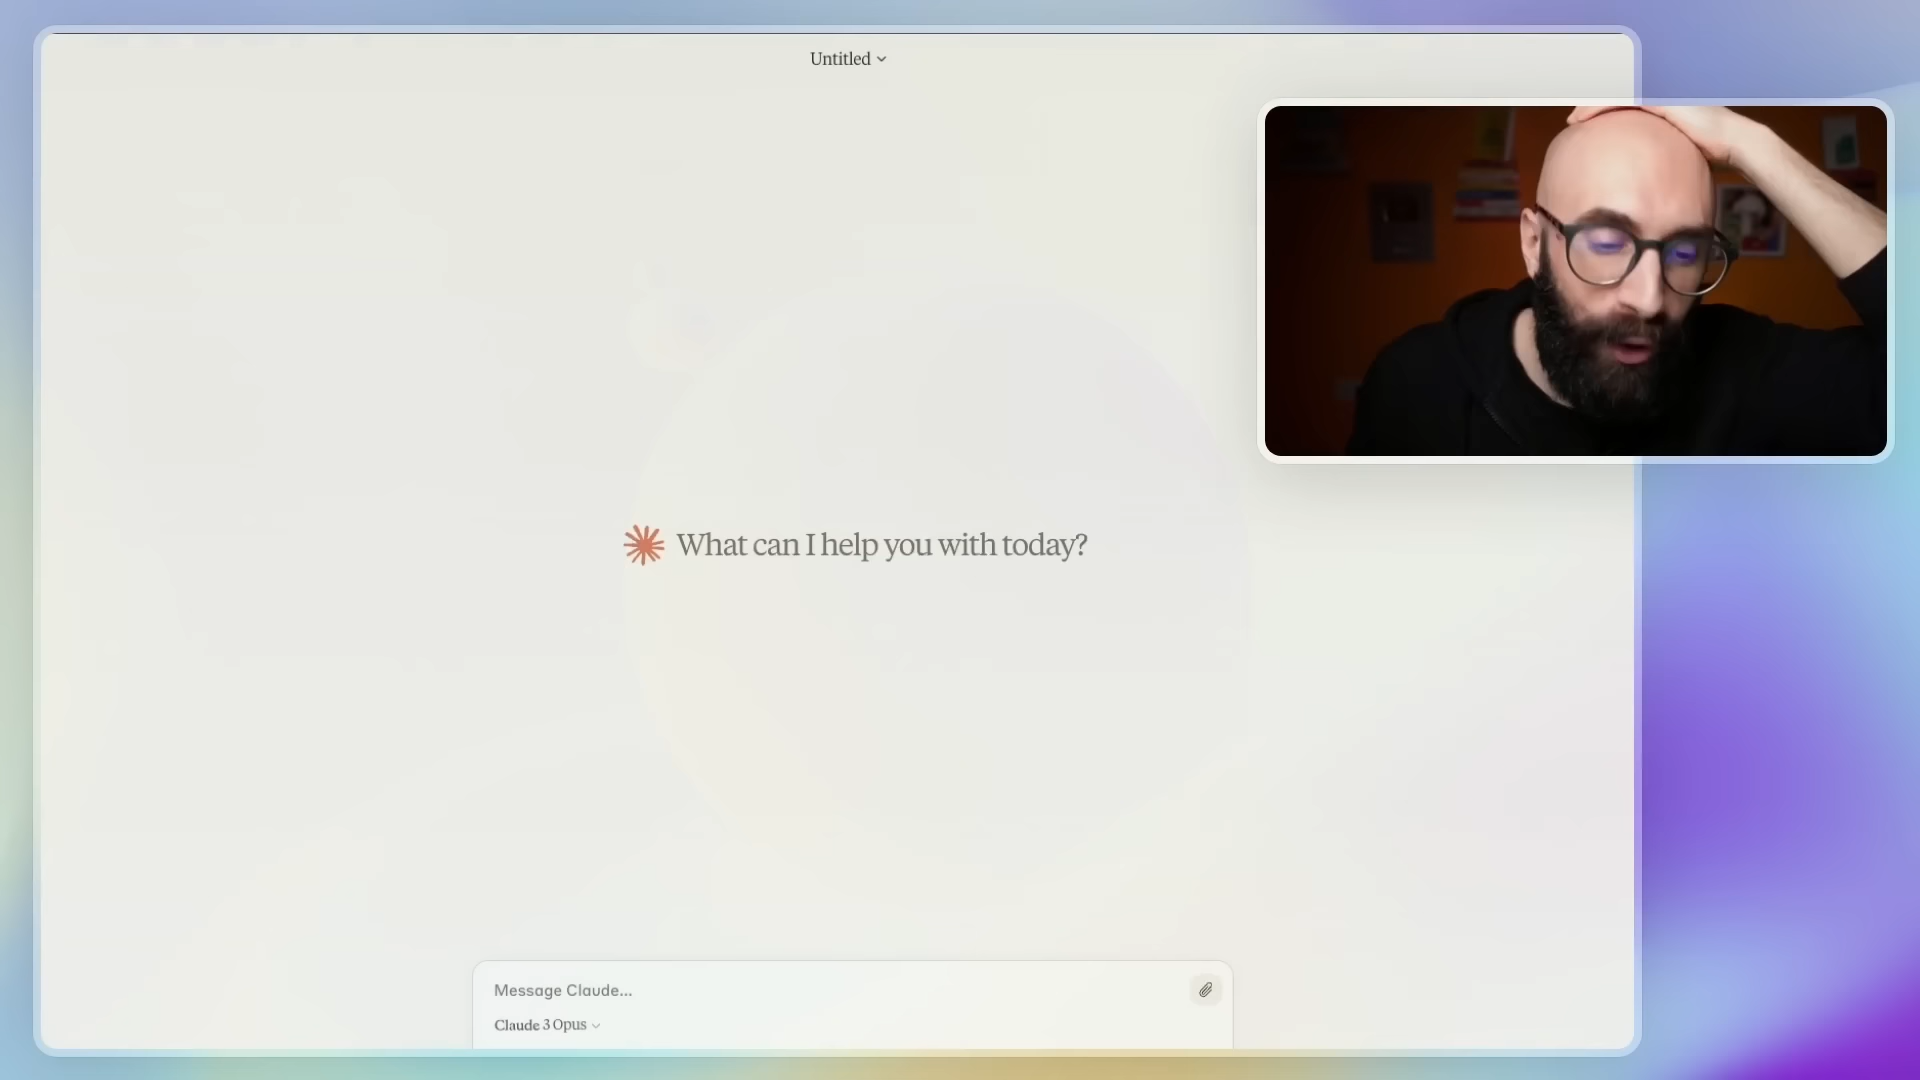 Untitled
What can I help you with today?
Message Claude...
Claude 3 Opus